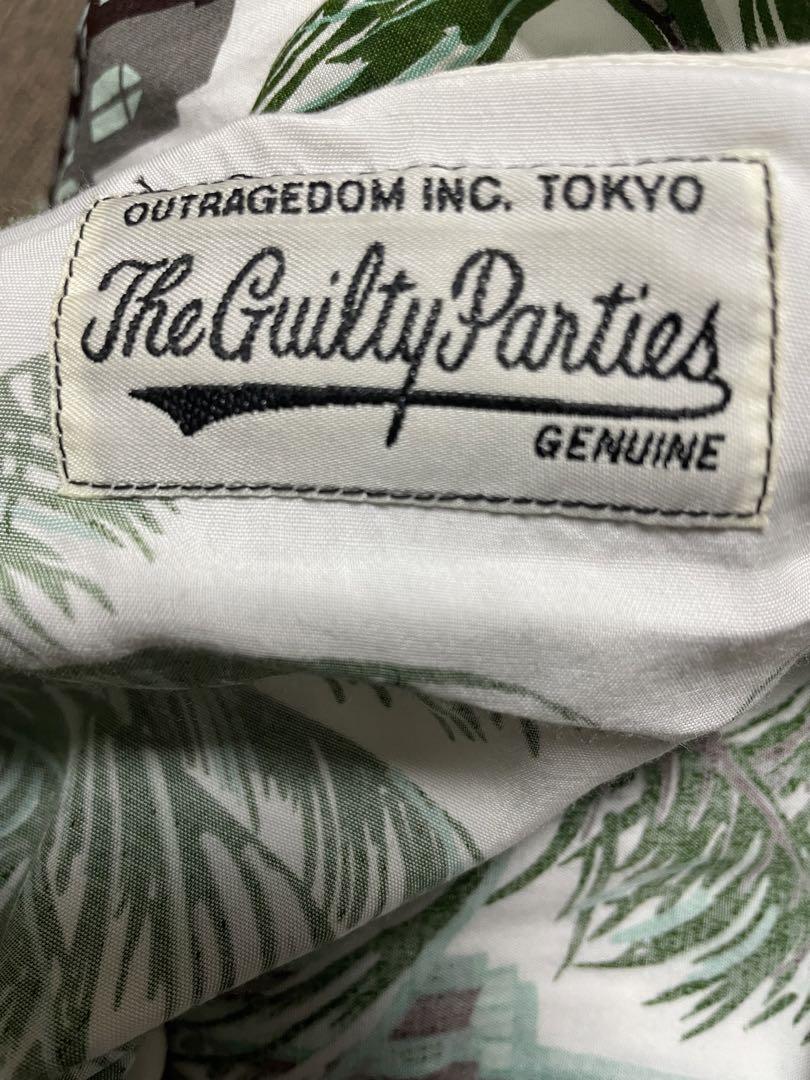 OUTRAGEDOM INC. TOKYO
The Guilty Parties
GENUINE